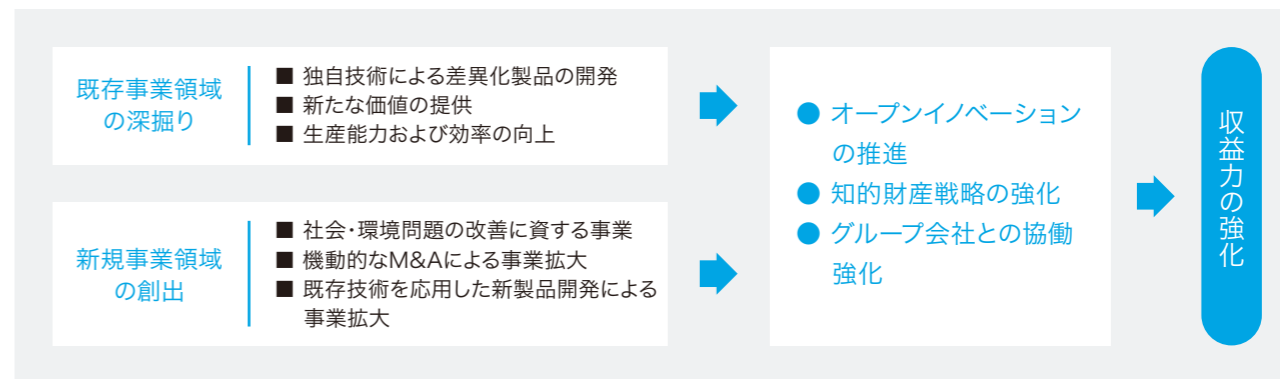 既存事業領域
の深掘り
■ 独自技術による差異化製品の開発
■ 新たな価値の提供
■ 生産能力および効率の向上
新規事業領域
の創出
■ 社会・環境問題の改善に資する事業
■ 機動的なM&Aによる事業拡大
■ 既存技術を応用した新製品開発による
事業拡大
● オープンイノベーション
の推進
● 知的財産戦略の強化
● グループ会社との協働
強化
収益力の強化